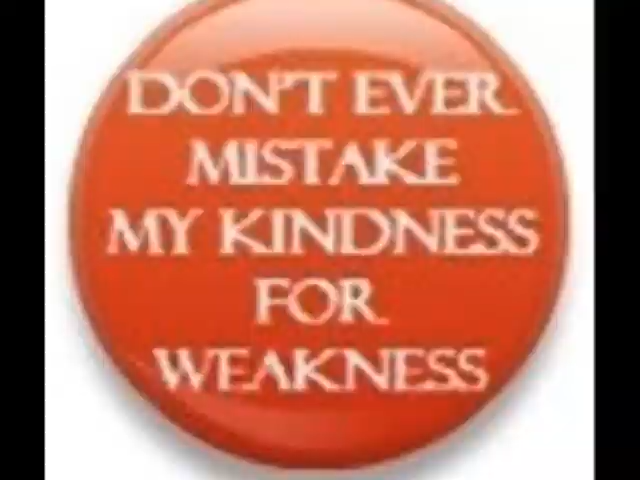 DON'T EVER
MISTAKE
MY KINDNESS
FOR
WEAKNESS